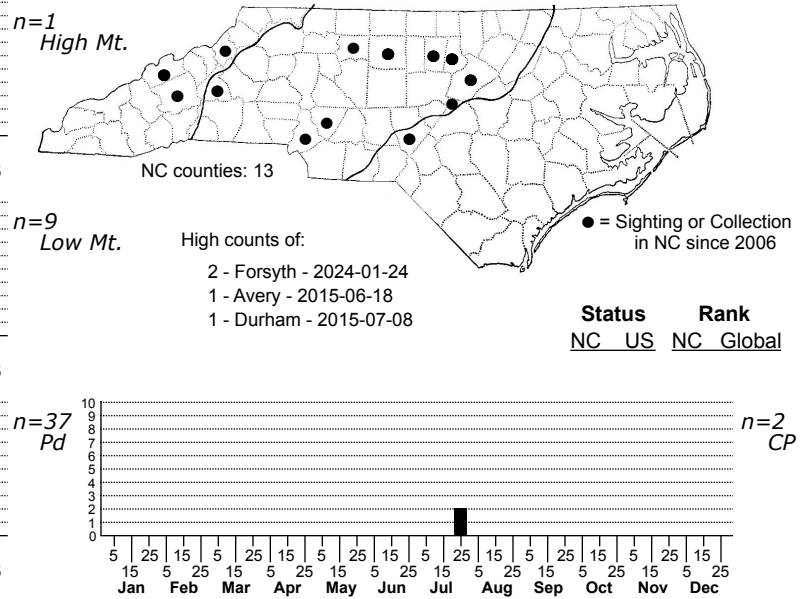 n=1
High Mt.
NC counties: 13
n=9
Low Mt.
High counts of:
2 - Forsyth - 2024-01-24
1 - Avery - 2015-06-18
1 - Durham - 2015-07-08
● = Sighting or Collection
in NC since 2006
Status Rank
NC US NC Global
n=37
Pd
10
9
8
7
6
5
4
3
2
1
0
n=2
CP
5 25 15 5 25 15 5 25 15 5 25 15 5 25 15 5 25 15
15 5 25 15 5 25 15 5 25 15 5 25 15 5 25 15 5 25
Jan Feb Mar Apr May Jun Jul Aug Sep Oct Nov Dec